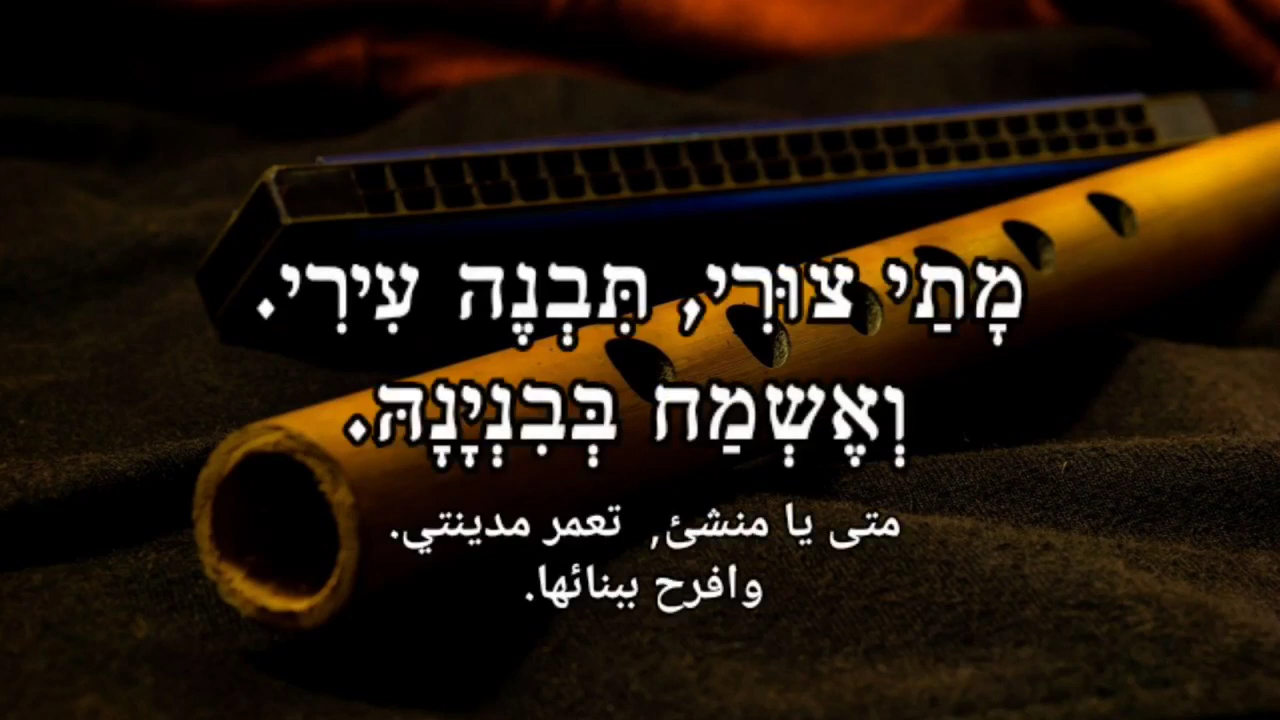 מָתַי צוּרִי, תִּבְנֶה עִירִי.
וְאֶשְׂמַח בְּבִנְיָנָהּ.
متى يا منشئ, تعمر مدينتي.
وافرح ببنائها.